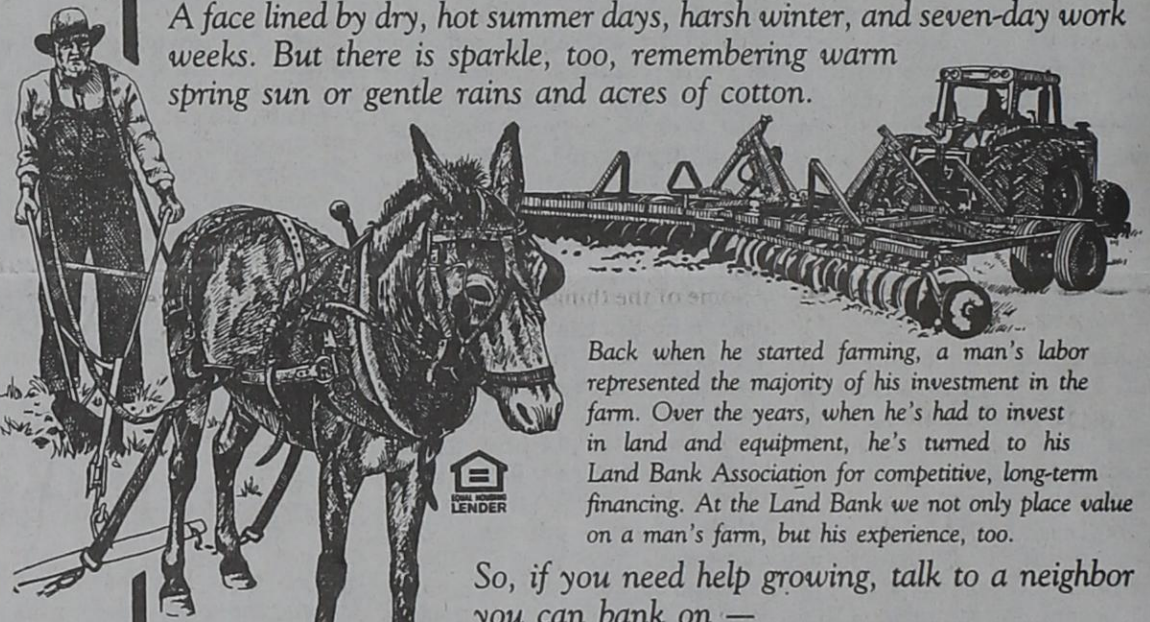 A face lined by dry, hot summer days, harsh winter, and seven-day work
weeks. But there is sparkle, too, remembering warm
spring sun or gentle rains and acres of cotton.
Back when he started farming, a man's labor
represented the majority of his investment in the
farm. Over the years, when he's had to invest
in land and equipment, he's turned to his
Land Bank Association for competitive, long-term
financing. At the Land Bank we not only place value
on a man's farm, but his experience, too.
EQUAL HOUSING
LENDER
So, if you need help growing, talk to a neighbor
you can bank on —